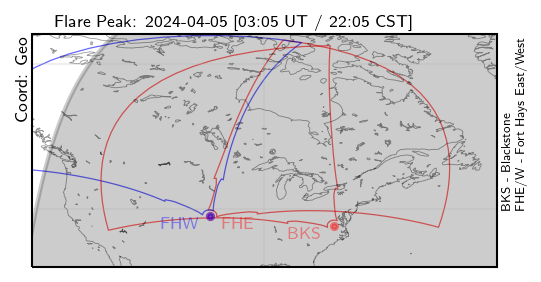 Flare Peak: 2024-04-05 [03:05 UT / 22:05 CST]
Coord: Geo
FHW
FHE
BKS
BKS - Blackstone
FHE/W - Fort Hays East/West